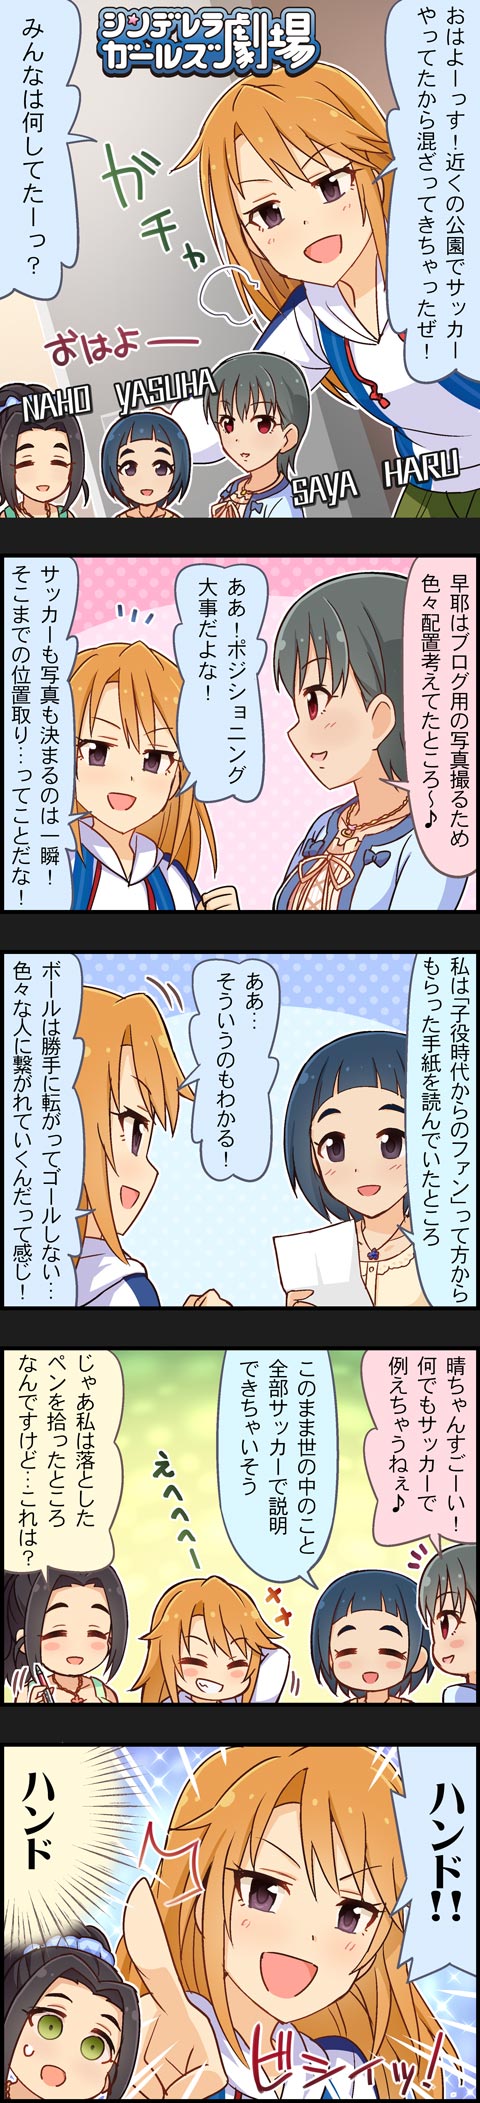 シンデレラ
ガールズ劇場
おはよーっす!近くの公園でサッカー
やってたから混ざってきちゃったぜ!
みんなは何してたーっ?
ガチャ
おはよー
NAHO
YASUHA
SAYA
HARU
早耶はブログ用の写真撮るため
色々配置考えてたところ〜♪
ああ!ポジショニング
大事だよな!
サッカーも写真も決まるのは一瞬!
そこまでの位置取り…ってことだな!
私は「子役時代からのファン」って方から
もらった手紙を読んでいたところ
ああ…
そういうのもわかる!
ボールは勝手に転がってゴールしない…
色々な人に繋がれていくんだって感じ!
晴ちゃんすごーい!
何でもサッカーで
例えちゃうねぇ♪
このまま世の中のこと
全部サッカーで説明
できちゃいそう
えへへへー
じゃあ私は落とした
ペンを拾ったところ
なんですけど…これは?
ハンド!!
ハンド
ビシィッ!